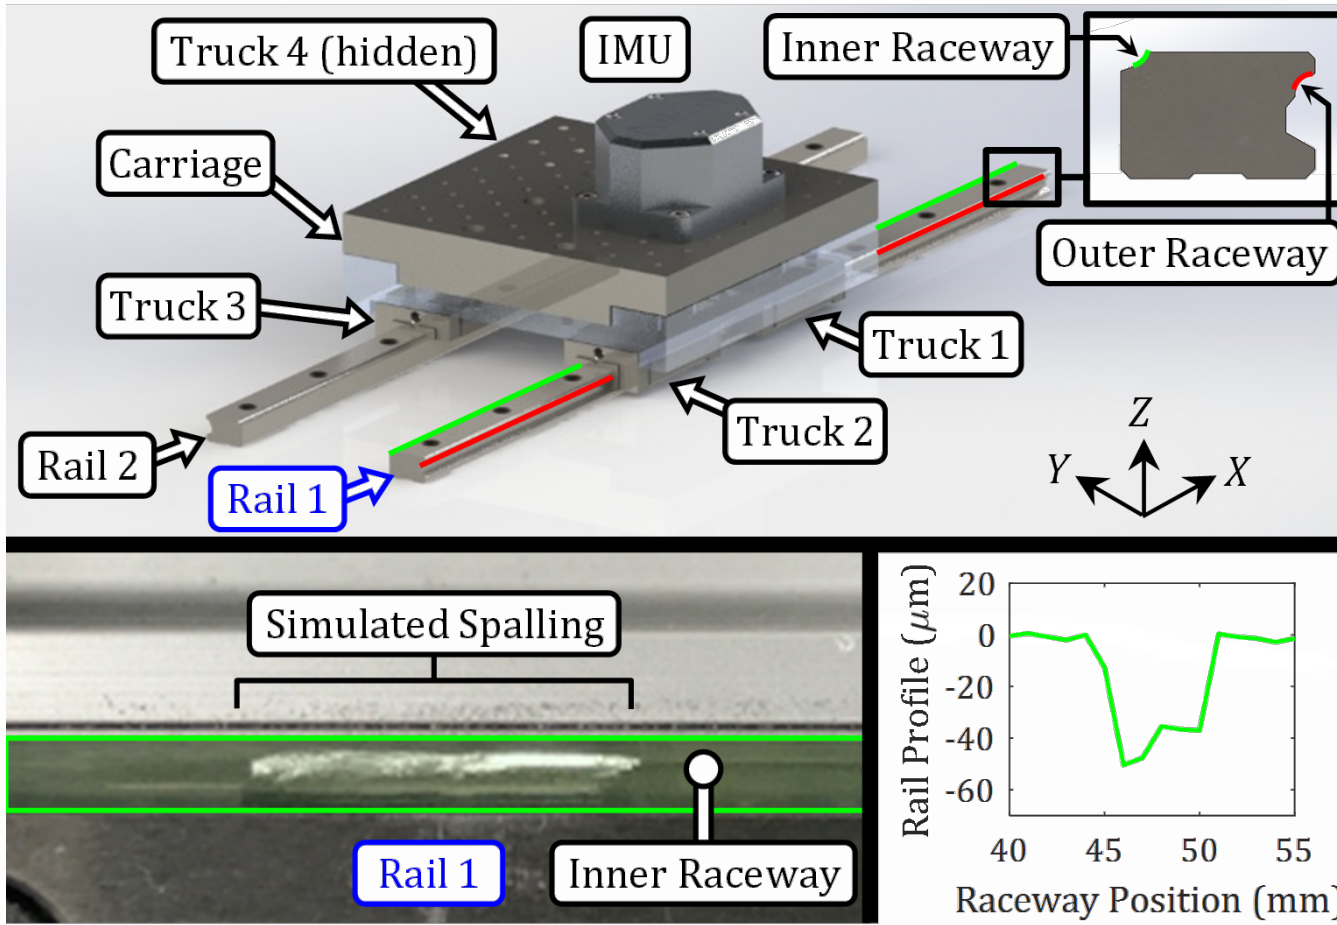 Truck 4 (hidden)
IMU
Inner Raceway
Carriage
Outer Raceway
Truck 3
Truck 1
Truck 2
Rail 2
Rail 1
Z
Y
X
Simulated Spalling
Rail 1
Inner Raceway
Rail Profile (μm)
20
0
-20
-40
-60
40
45
50
55
Raceway Position (mm)